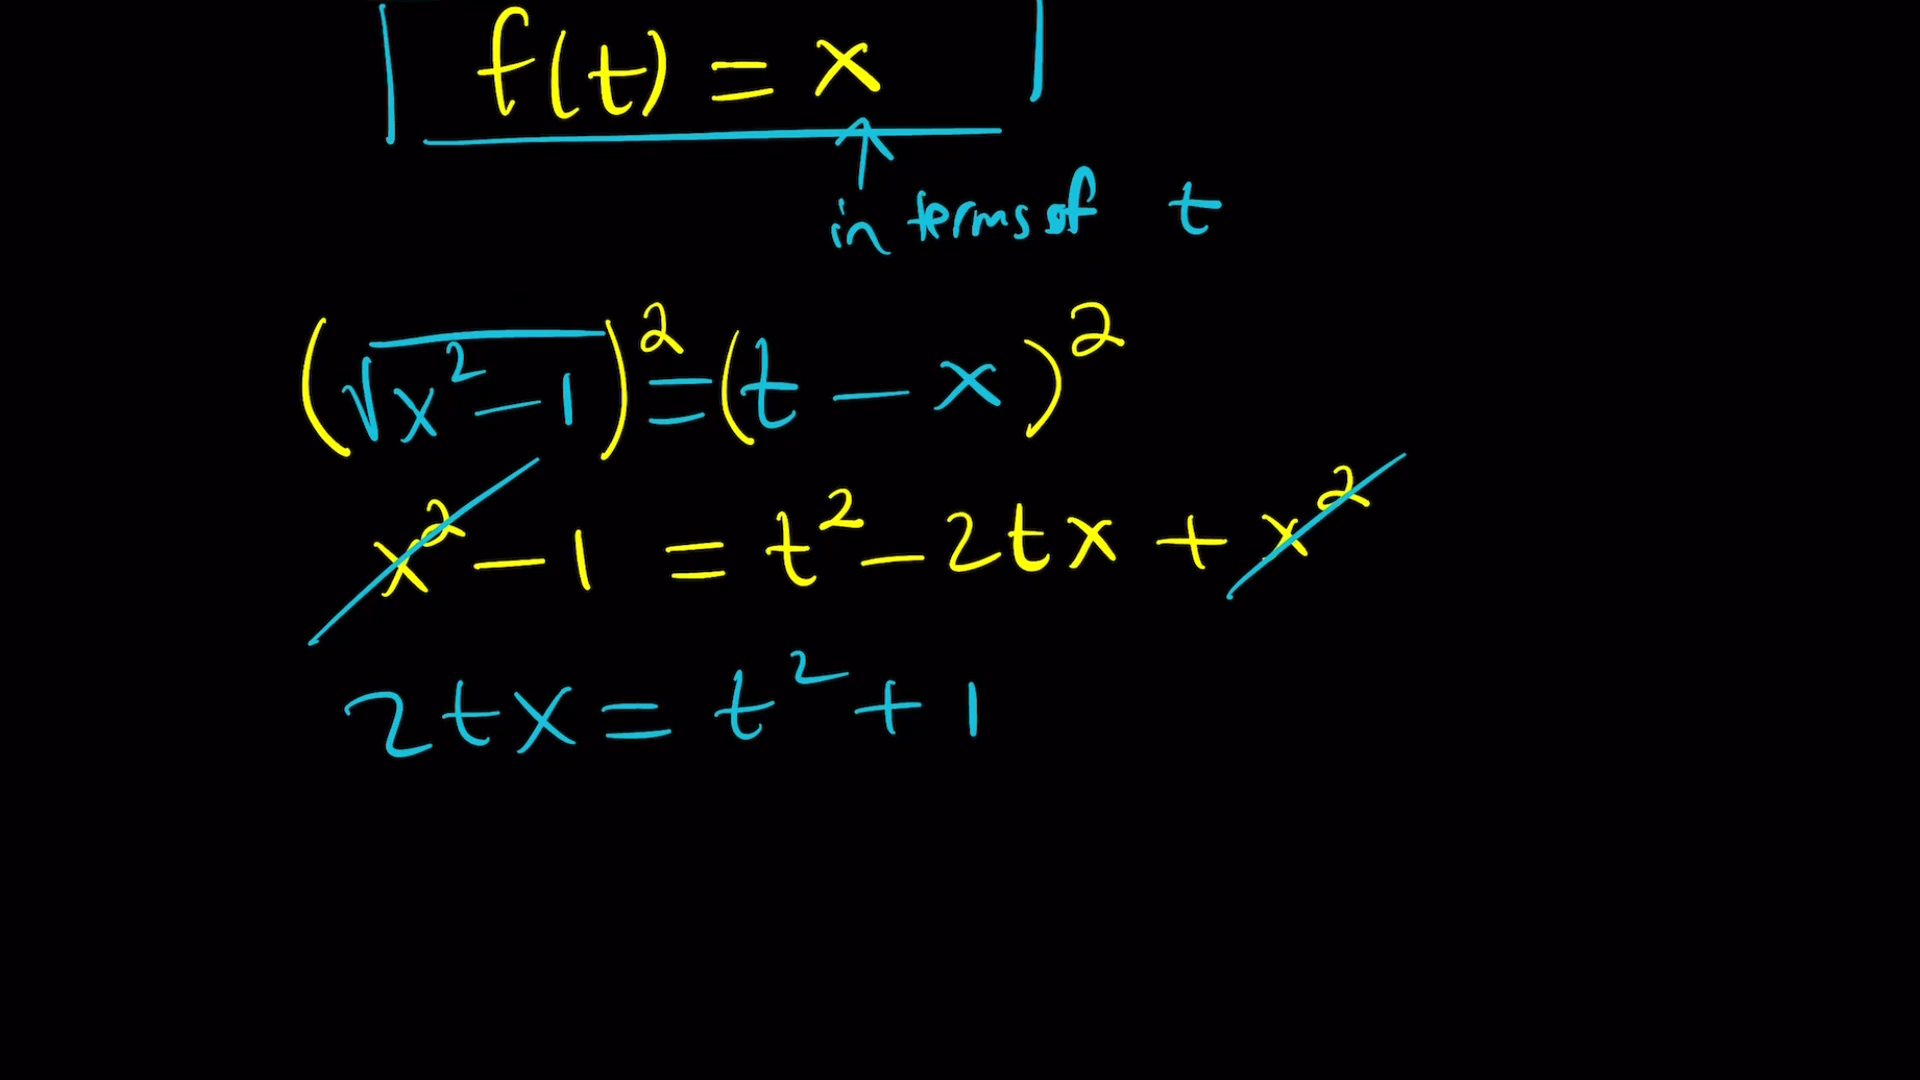 f(t) = x
in terms of t
(√x² - 1)² = (t - x)²
x² - 1 = t² - 2tx + x²
2tx = t² + 1